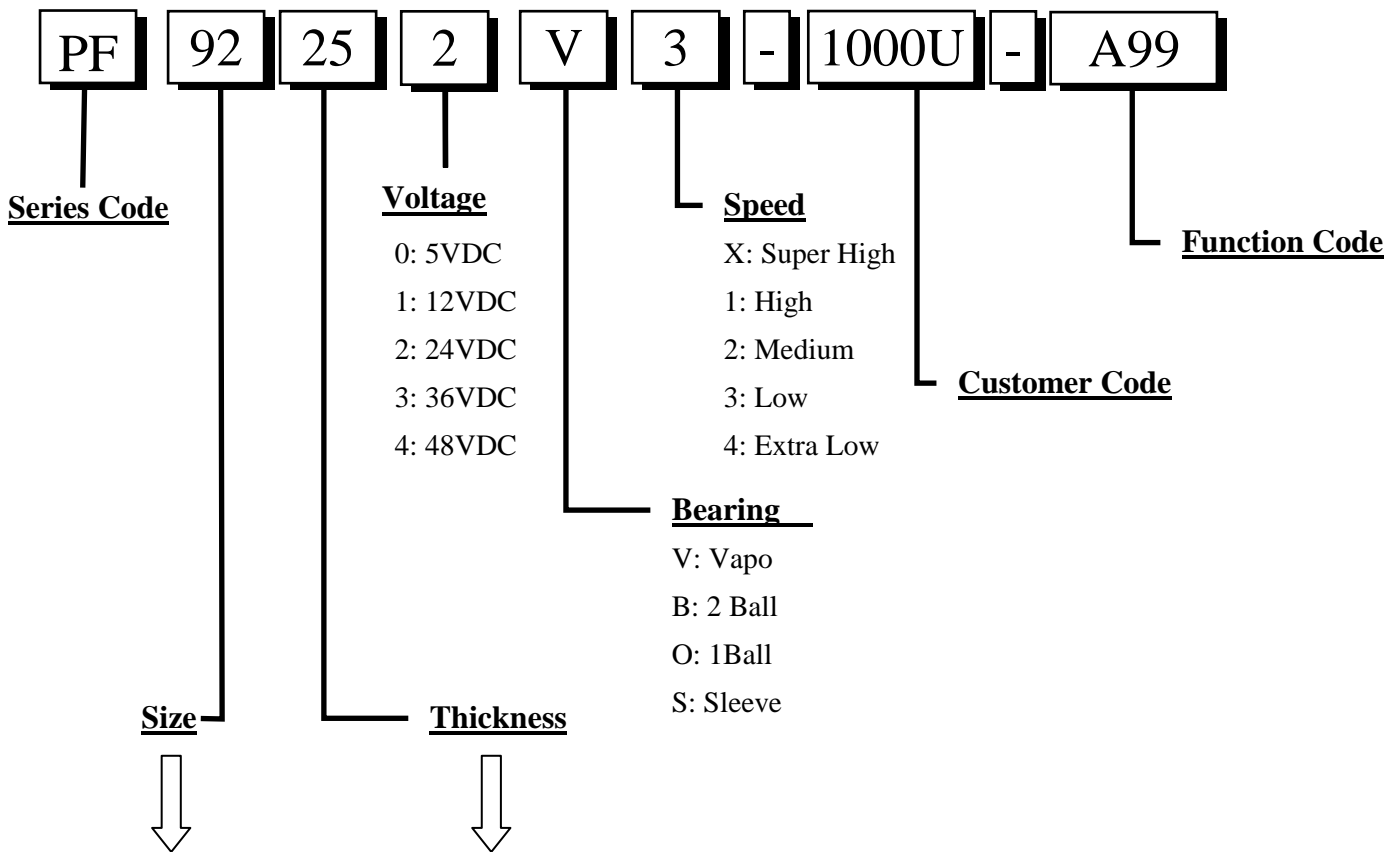 PF 92 25 2 V 3 - 1000U - A99
Series Code
Voltage
0: 5VDC
1: 12VDC
2: 24VDC
3: 36VDC
4: 48VDC
Speed
X: Super High
1: High
2: Medium
3: Low
4: Extra Low
Function Code
Customer Code
Bearing
V: Vapo
B: 2 Ball
O: 1Ball
S: Sleeve
Size
Thickness